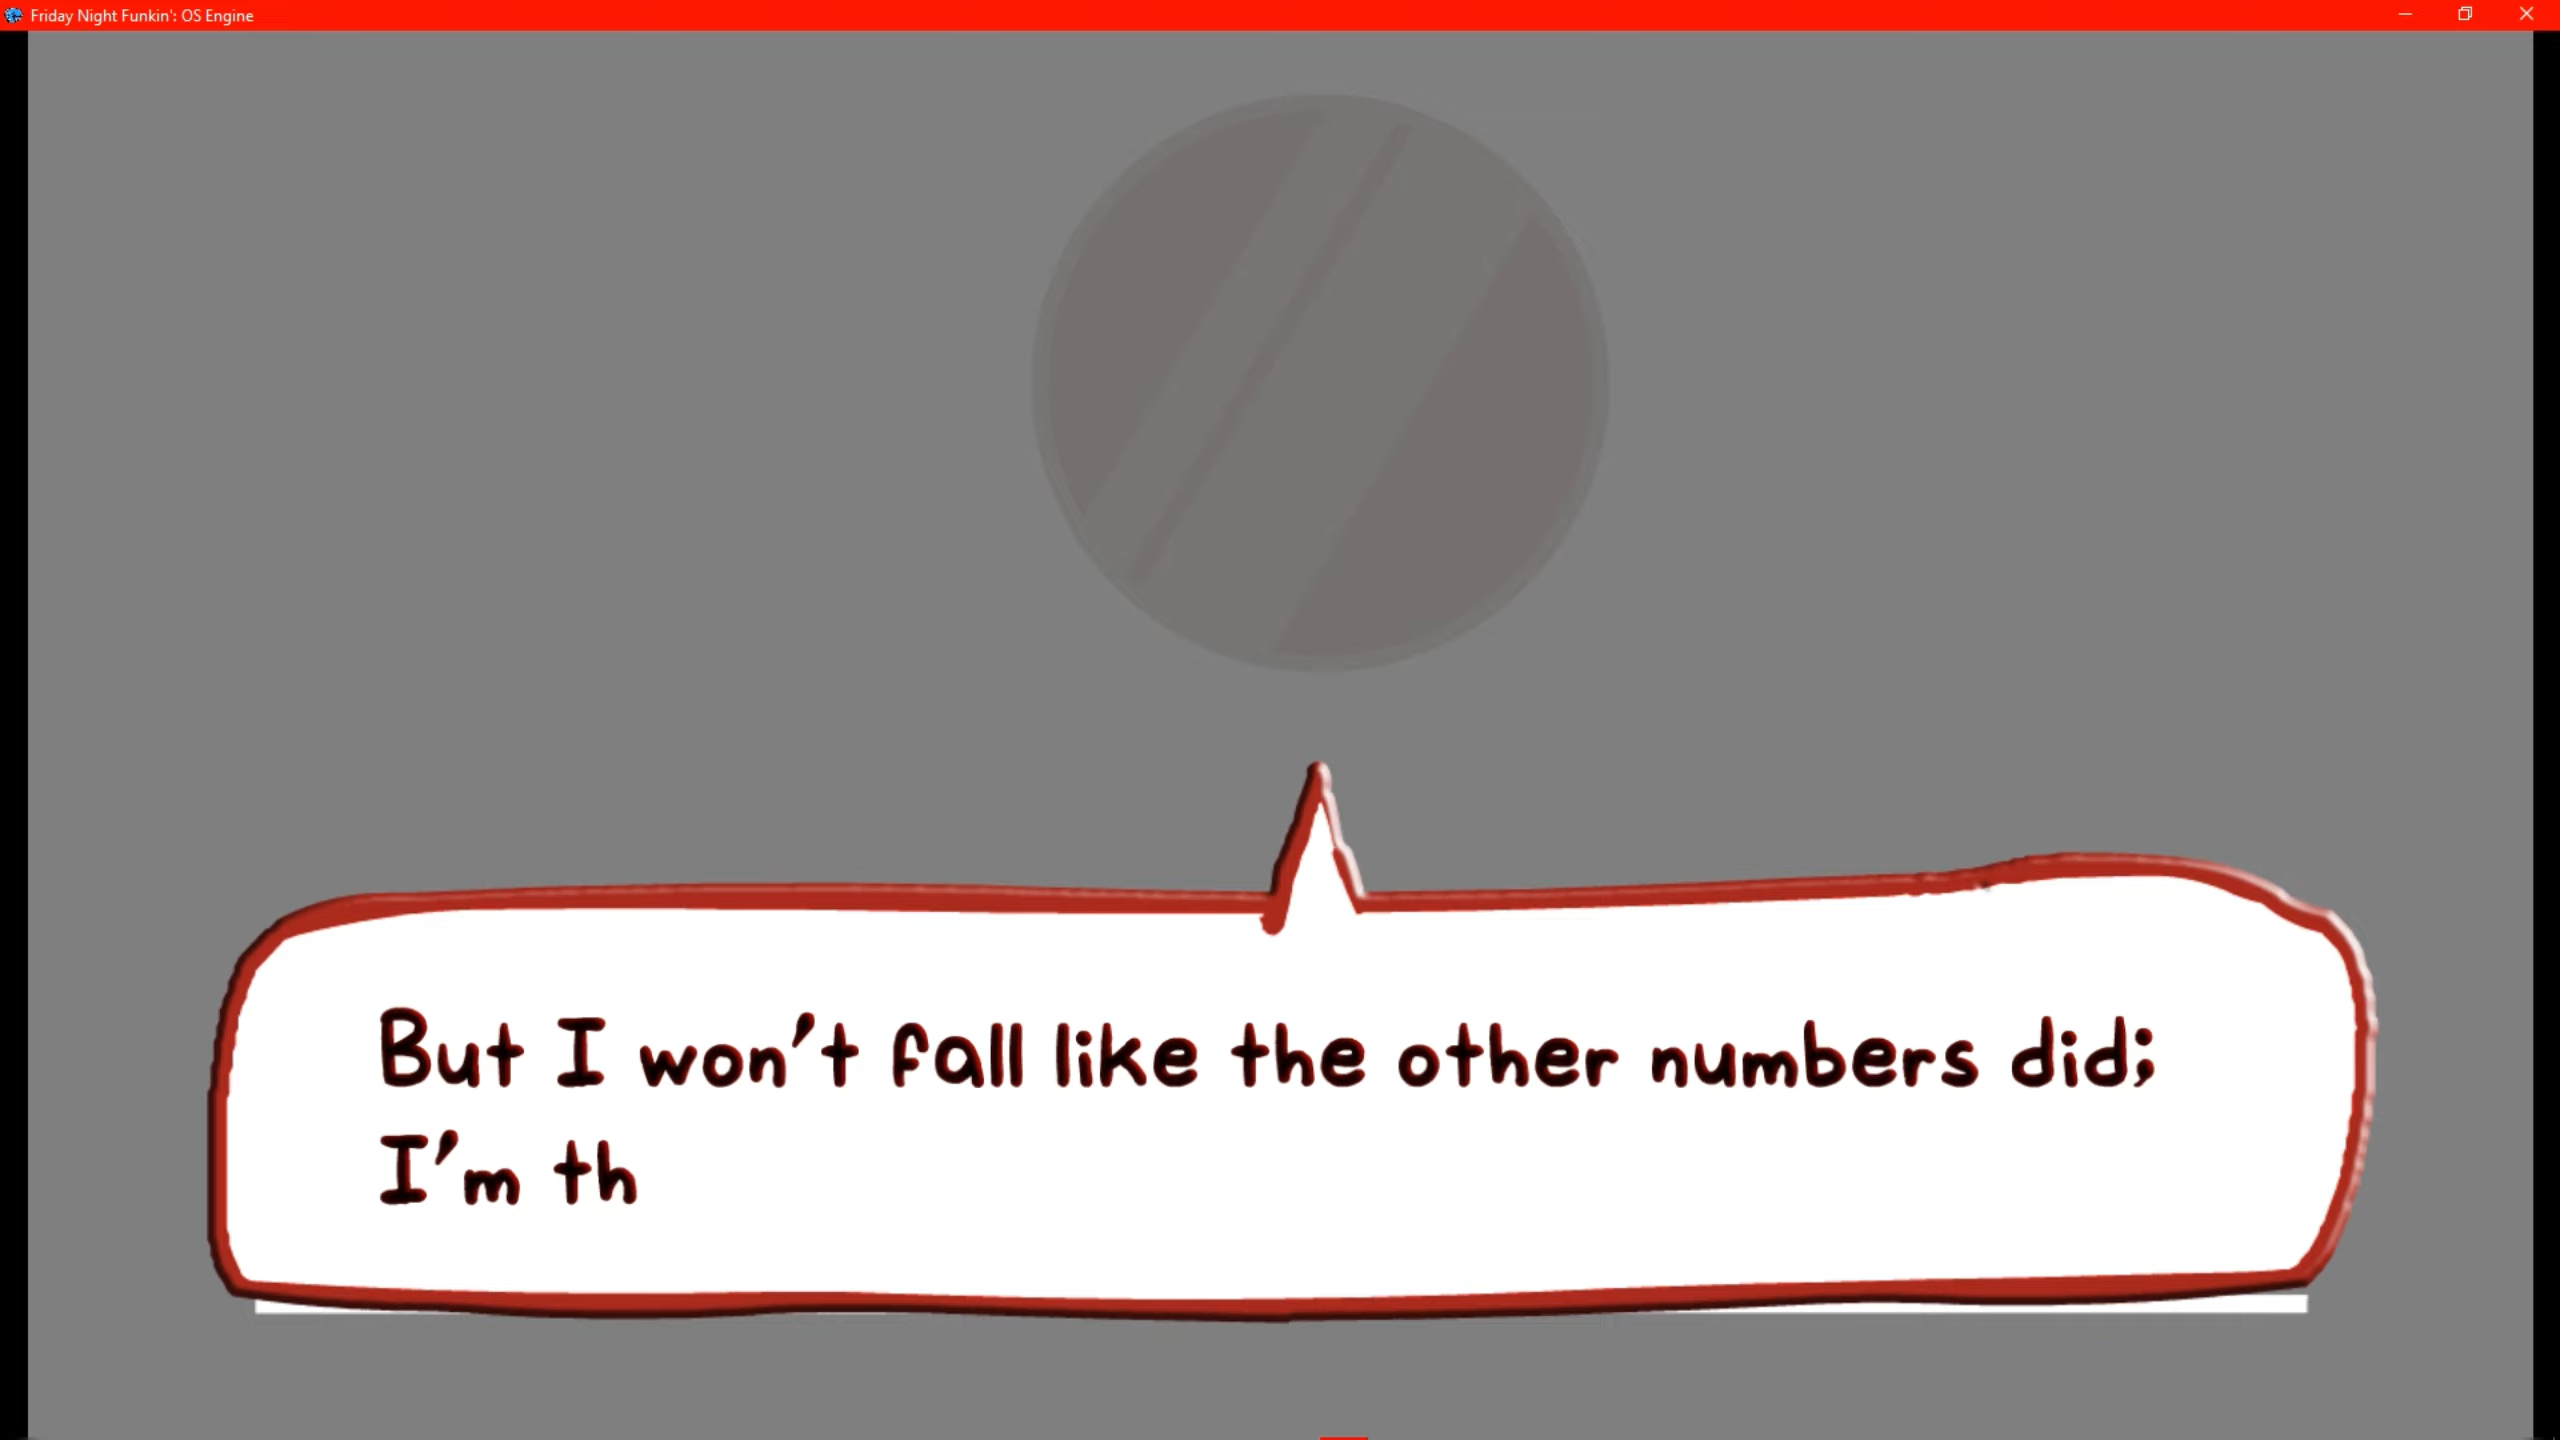 Friday Night Funkin': OS Engine
But I won't fall like the other numbers did;
I'm th